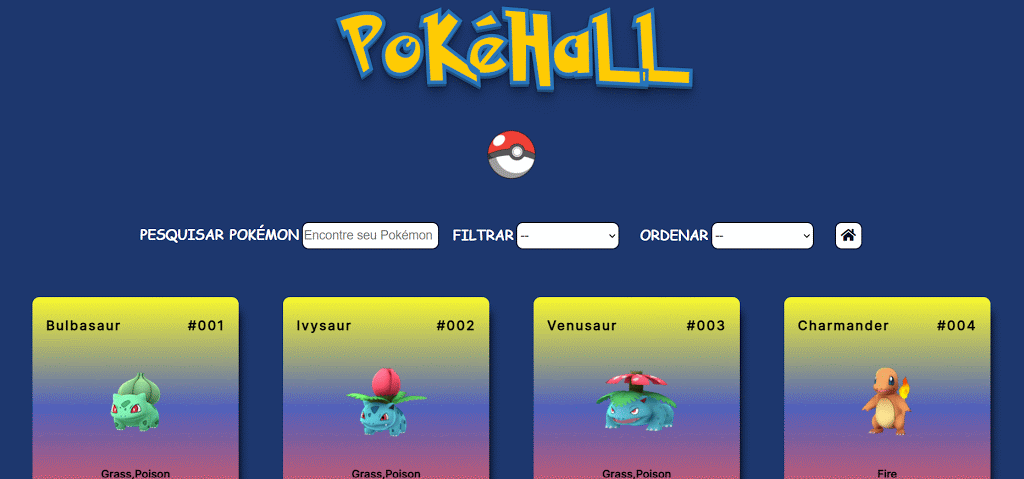 PoKéHaLL
PESQUISAR POKÉMON Encontre seu Pokémon FILTRAR -- ORDENAR --
Bulbasaur #001 Ivysaur #002 Venusaur #003 Charmander #004
Grass,Poison Grass,Poison Grass,Poison Fire